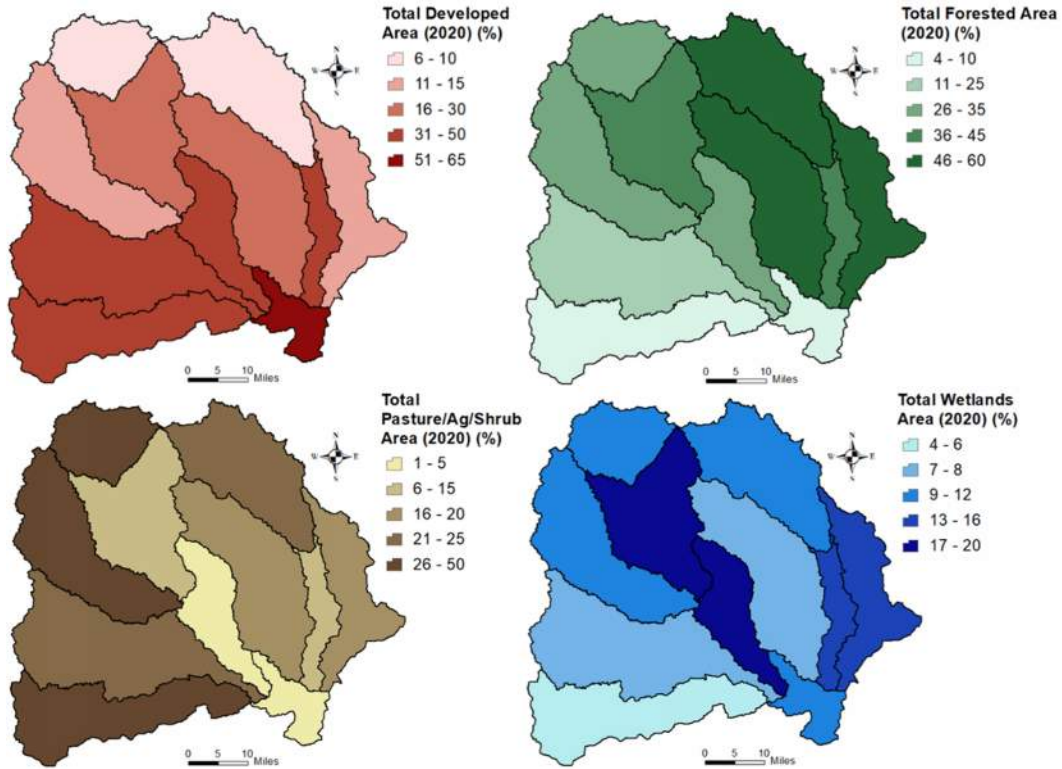 Total Developed
Area (2020) (%)
6 - 10
11 - 15
16 - 30
31 - 50
51 - 65
N
W E
S
0 5 10
Miles
Total Forested Area
(2020) (%)
4 - 10
11 - 25
26 - 35
36 - 45
46 - 60
N
W E
S
0 5 10
Miles
Total
Pasture/Ag/Shrub
Area (2020) (%)
1 - 5
6 - 15
16 - 20
21 - 25
26 - 50
N
W E
S
0 5 10
Miles
Total Wetlands
Area (2020) (%)
4 - 6
7 - 8
9 - 12
13 - 16
17 - 20
N
W E
S
0 5 10
Miles